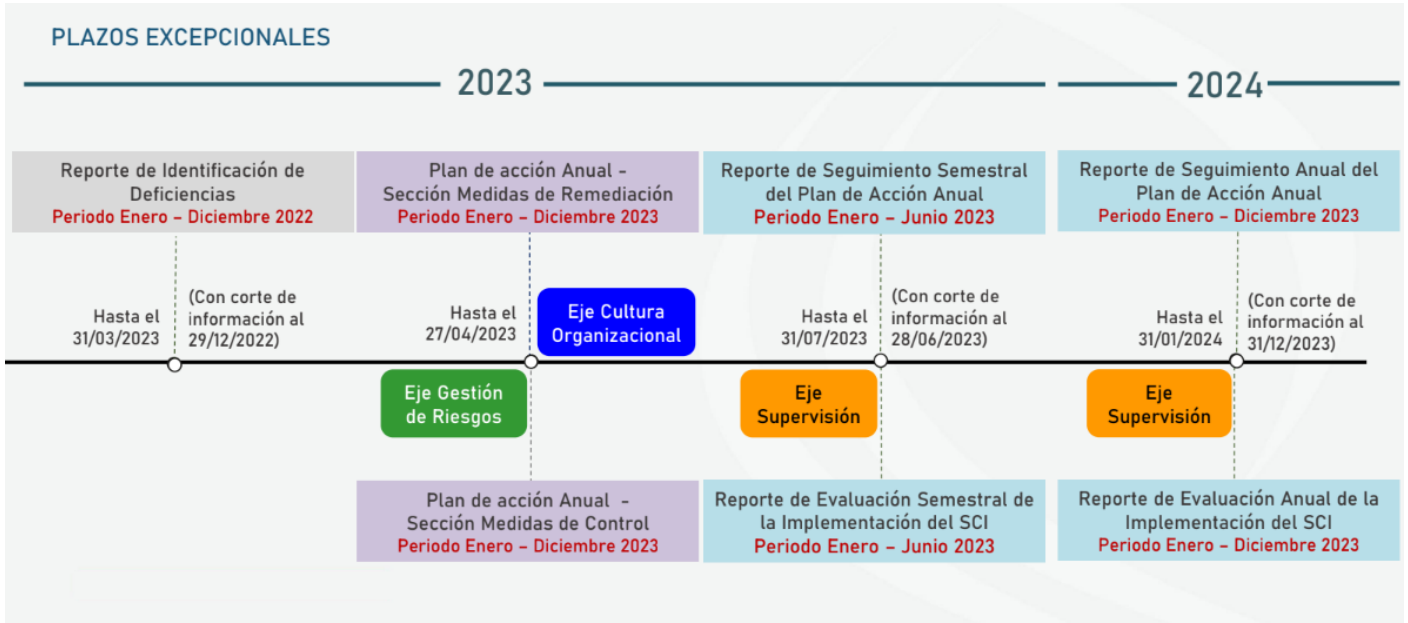 PLAZOS EXCEPCIONALES
2023
2024
Reporte de Identificación de
Deficiencias
Periodo Enero – Diciembre 2022
Plan de acción Anual -
Sección Medidas de Remediación
Periodo Enero – Diciembre 2023
Reporte de Seguimiento Semestral
del Plan de Acción Anual
Periodo Enero – Junio 2023
Reporte de Seguimiento Anual del
Plan de Acción Anual
Periodo Enero – Diciembre 2023
Hasta el
31/03/2023
(Con corte de
información al
29/12/2022)
Hasta el
27/04/2023
Eje Cultura
Organizacional
Hasta el
31/07/2023
(Con corte de
información al
28/06/2023)
Hasta el
31/01/2024
(Con corte de
información al
31/12/2023)
Eje Gestión
de Riesgos
Eje
Supervisión
Eje
Supervisión
Plan de acción Anual -
Sección Medidas de Control
Periodo Enero – Diciembre 2023
Reporte de Evaluación Semestral de
la Implementación del SCI
Periodo Enero – Junio 2023
Reporte de Evaluación Anual de la
Implementación del SCI
Periodo Enero – Diciembre 2023